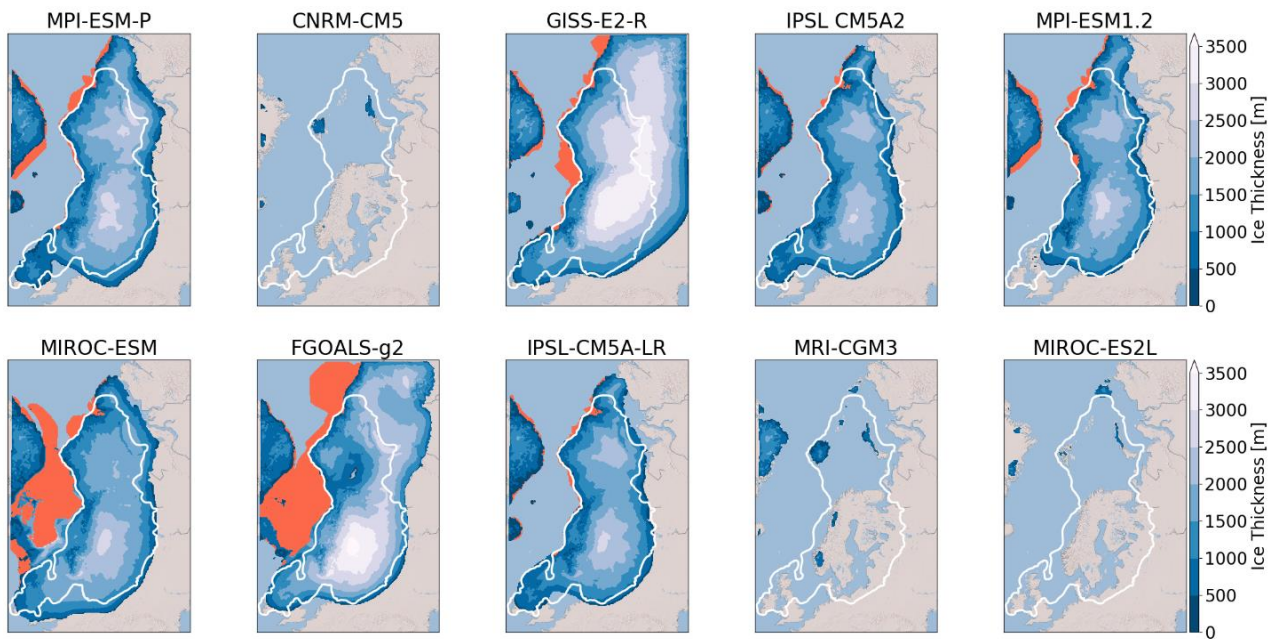 MPI-ESM-P
CNRM-CM5
GISS-E2-R
IPSL CM5A2
MPI-ESM1.2
3500
3000
2500
2000
1500
1000
500
0
Ice Thickness [m]
MIROC-ESM
FGOALS-g2
IPSL-CM5A-LR
MRI-CGM3
MIROC-ES2L
3500
3000
2500
2000
1500
1000
500
0
Ice Thickness [m]